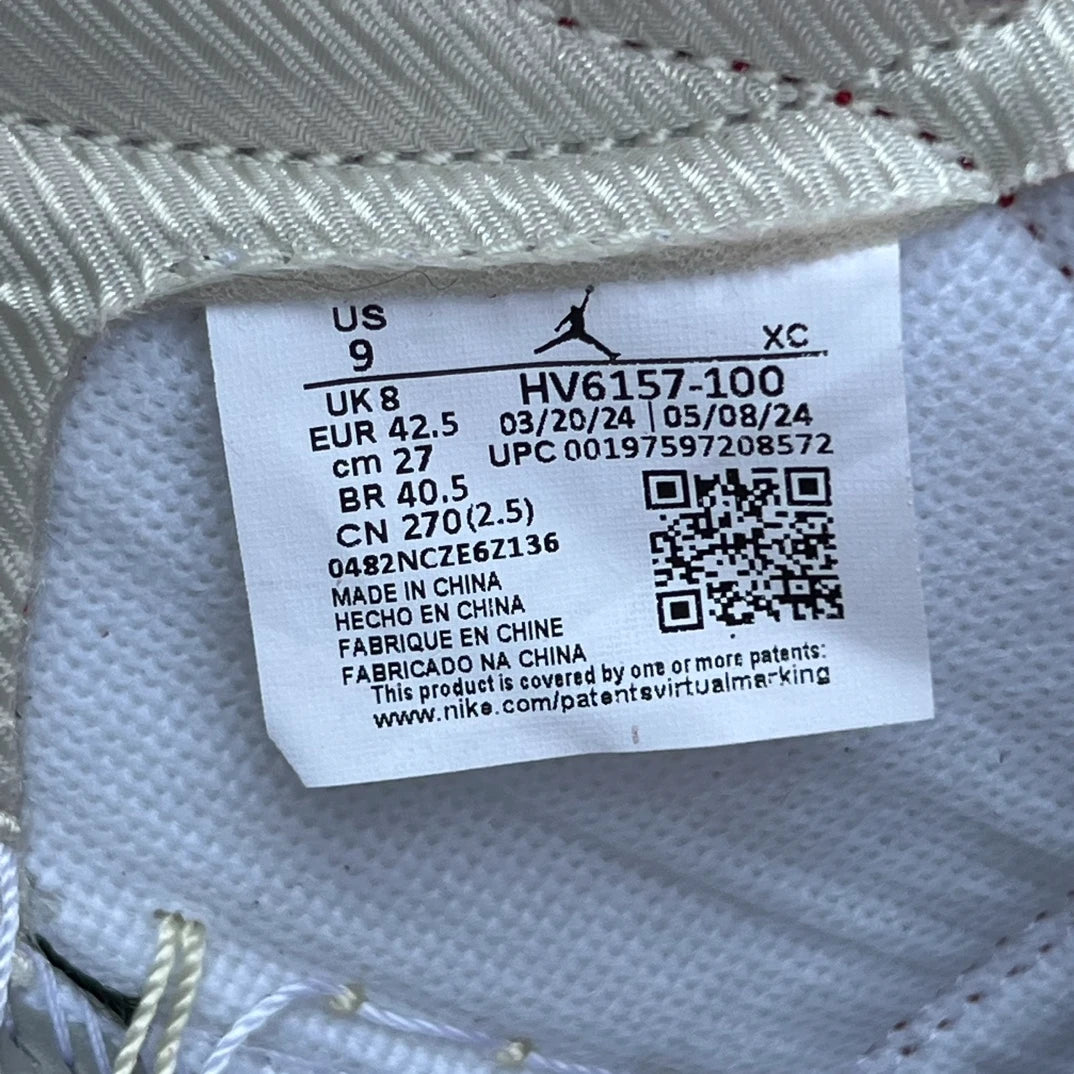 US
9
XC
UK 8
HV6157-100
EUR 42.5
03/20/24 | 05/08/24
cm 27
UPC 00197597208572
BR 40.5
CN 270(2.5)
0482NCZE6Z136
MADE IN CHINA
HECHO EN CHINA
FABRIQUE EN CHINE
FABRICADO NA CHINA
This product is covered by one or more patents:
www.nike.com/patentsvirtualmarking